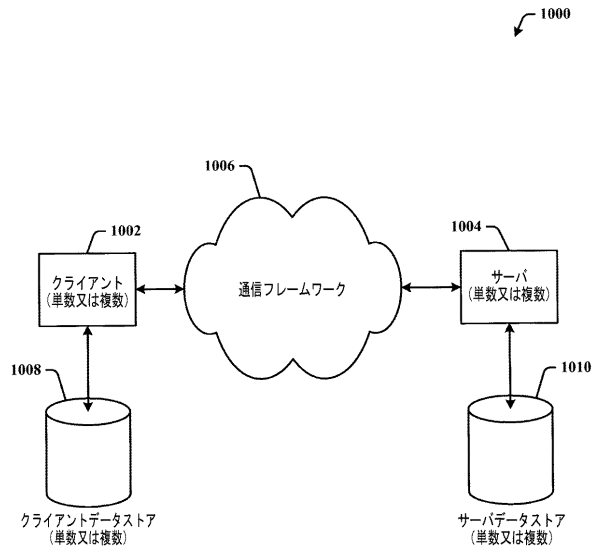 1000
1006
1002
1004
クライアント
(単数又は複数)
通信フレームワーク
サーバ
(単数又は複数)
1008
1010
クライアントデータストア
(単数又は複数)
サーバデータストア
(単数又は複数)